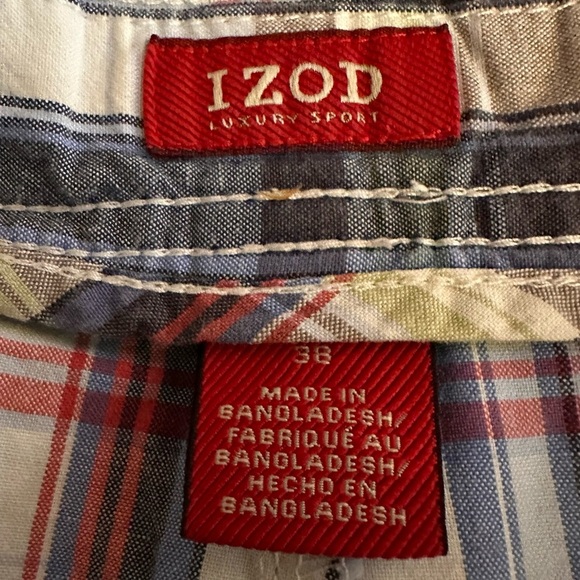 IZOD
LUXURY SPORT
38
MADE IN
BANGLADESH/
FABRIQUÉ AU
BANGLADESH/
HECHO EN
BANGLADESH